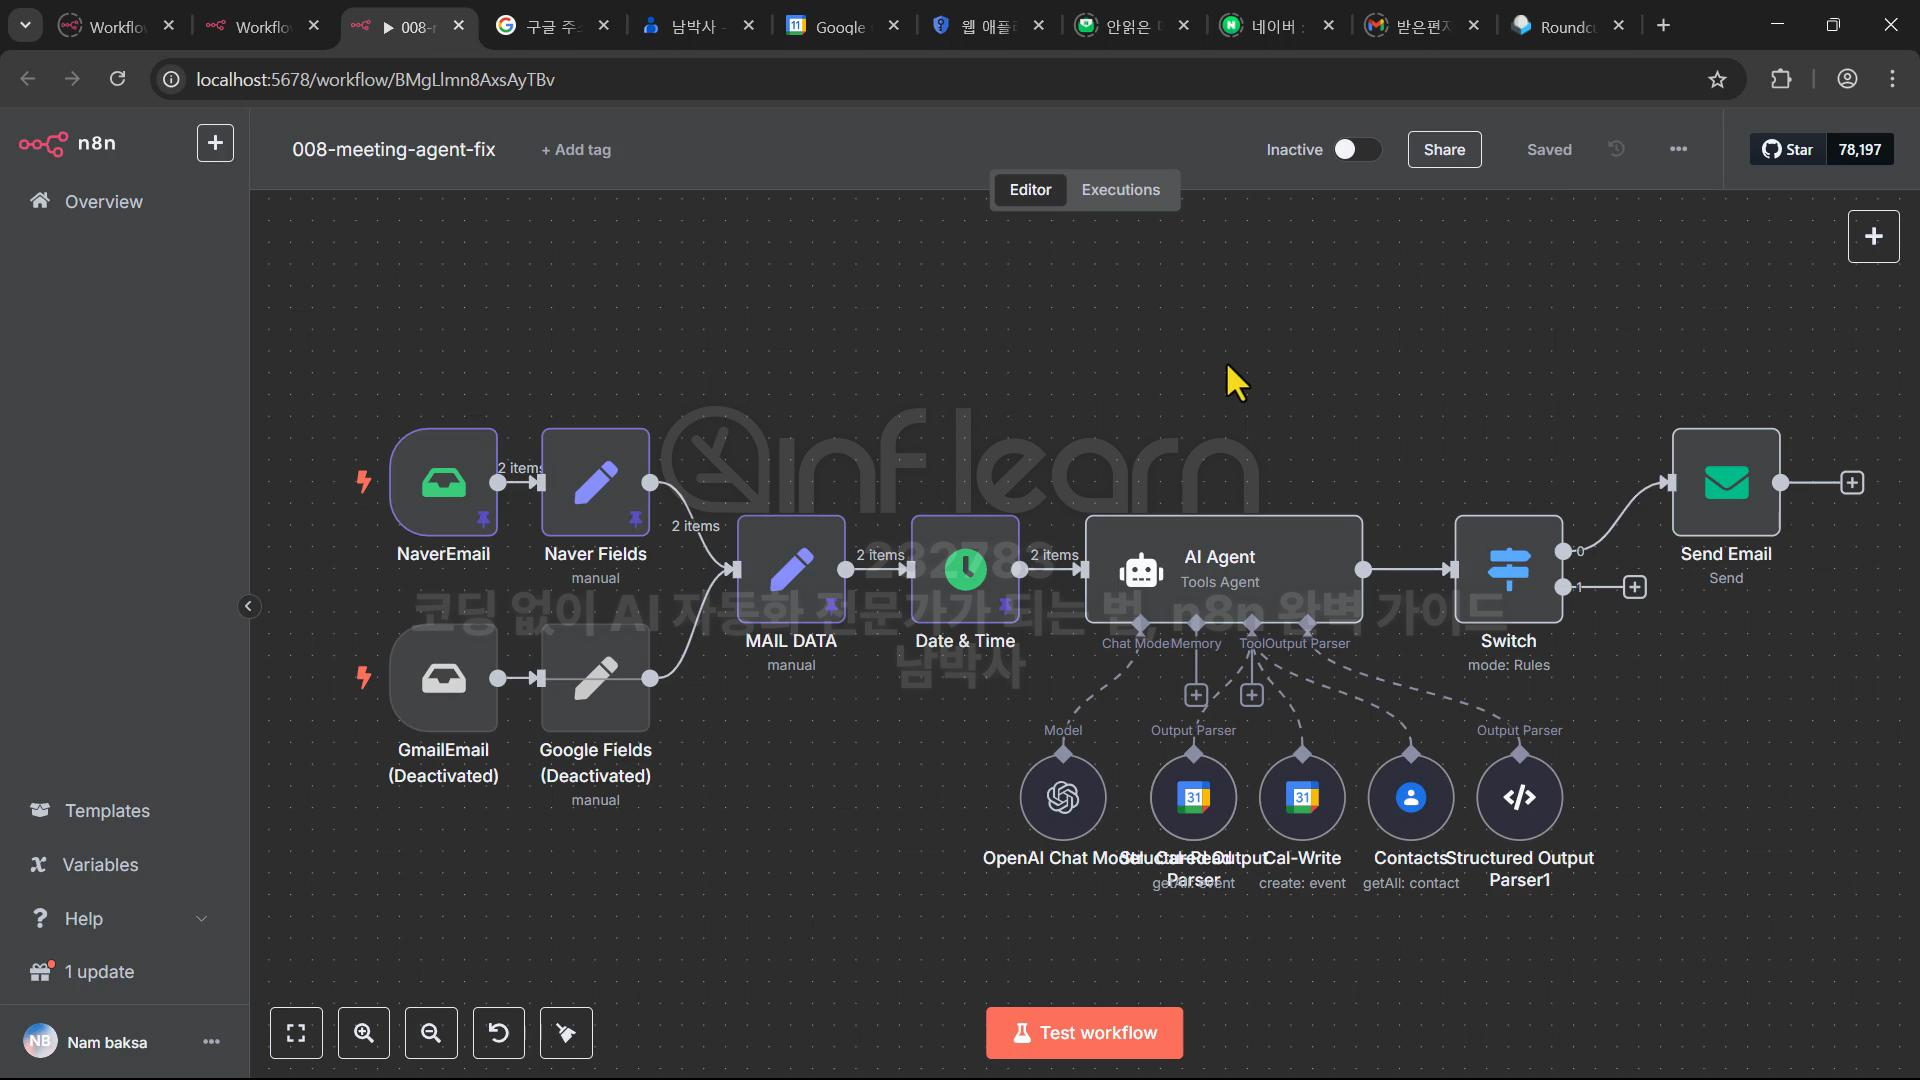 Workflo
Workflo
▶ 008-
구글 주
남박사 -
Google
웹 애플
안읽은
네이버 :
받은편지
Roundcu
localhost:5678/workflow/BMgLlmn8AxsAyTBv
n8n
008-meeting-agent-fix
+ Add tag
Inactive
Share
Saved
Star
78,197
Editor
Executions
Overview
inflearn
232783
코딩 없이 AI 자동화 전문가가 되는 법, n8n 완벽 가이드
남박사
2 items
NaverEmail
Naver Fields
manual
2 items
MAIL DATA
manual
2 items
Date & Time
2 items
AI Agent
Tools Agent
Chat Mode
Memory
Tool
Output Parser
0
1
Switch
mode: Rules
Send Email
Send
GmailEmail
(Deactivated)
Google Fields
(Deactivated)
manual
Model
Output Parser
Output Parser
31
31
OpenAI Chat Model
Structured Output
Parser
Cal-Read
getAll: event
Cal-Write
create: event
Contacts
getAll: contact
Structured Output
Parser1
Templates
Variables
Help
1 update
NB
Nam baksa
Test workflow